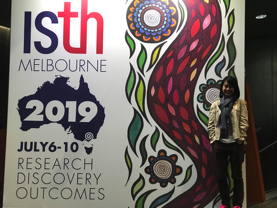 isth
MELBOURNE
2019
JULY 6-10
RESEARCH
DISCOVERY
OUTCOMES